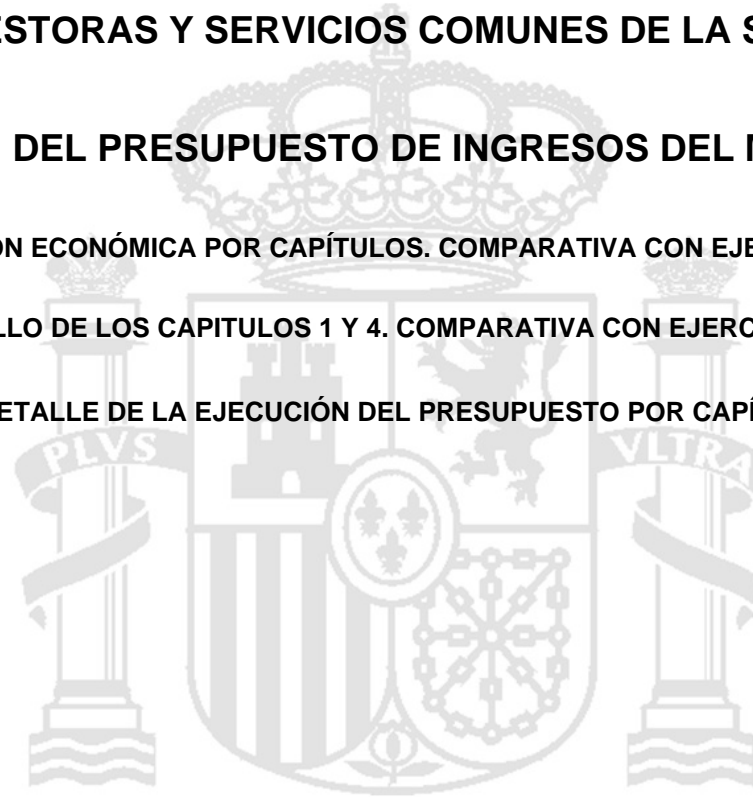 ESTORAS Y SERVICIOS COMUNES DE LA S
DEL PRESUPUESTO DE INGRESOS DEL
ÓN ECONÓMICA POR CAPÍTULOS. COMPARATIVA CON EJE
LLO DE LOS CAPITULOS 1 Y 4. COMPARATIVA CON EJERC
ETALLE DE LA EJECUCIÓN DEL PRESUPUESTO POR CAPÍ
PLVS
VLTRA